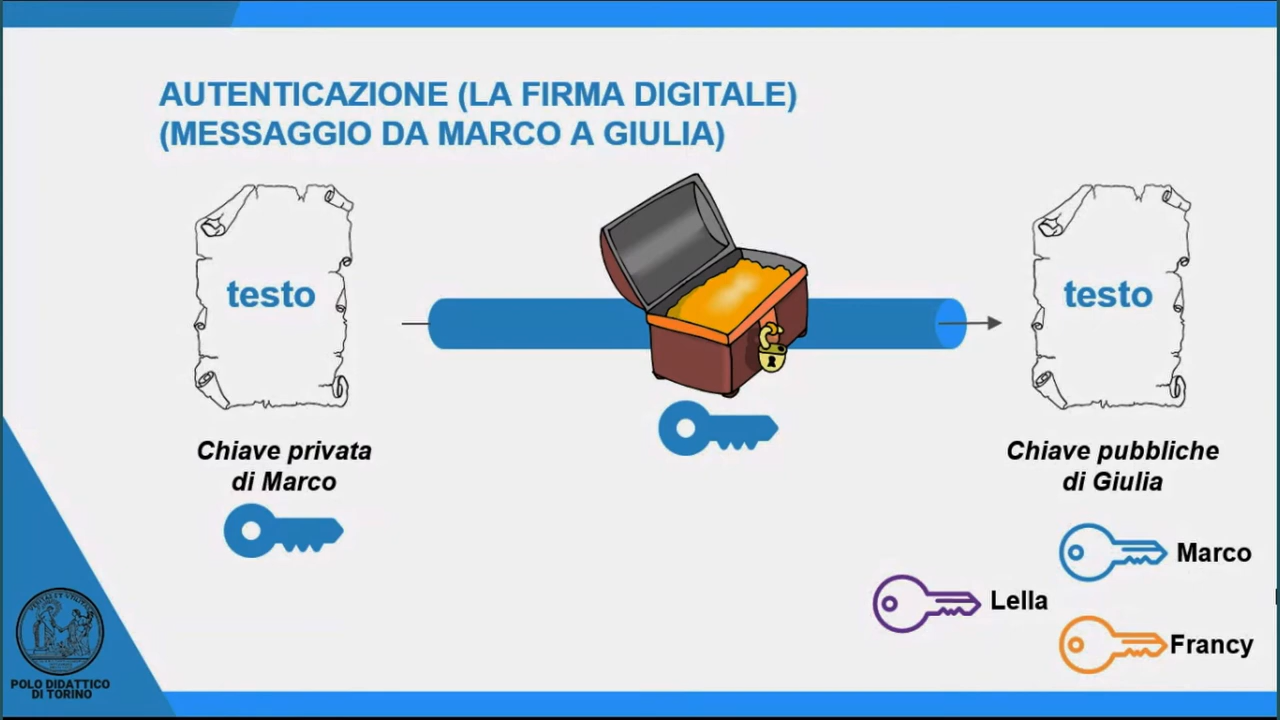 AUTENTICAZIONE (LA FIRMA DIGITALE)
(MESSAGGIO DA MARCO A GIULIA)
testo
testo
Chiave privata
di Marco
Chiave pubbliche
di Giulia
Marco
Lella
Francy
POLO DIDATTICO
DI TORINO